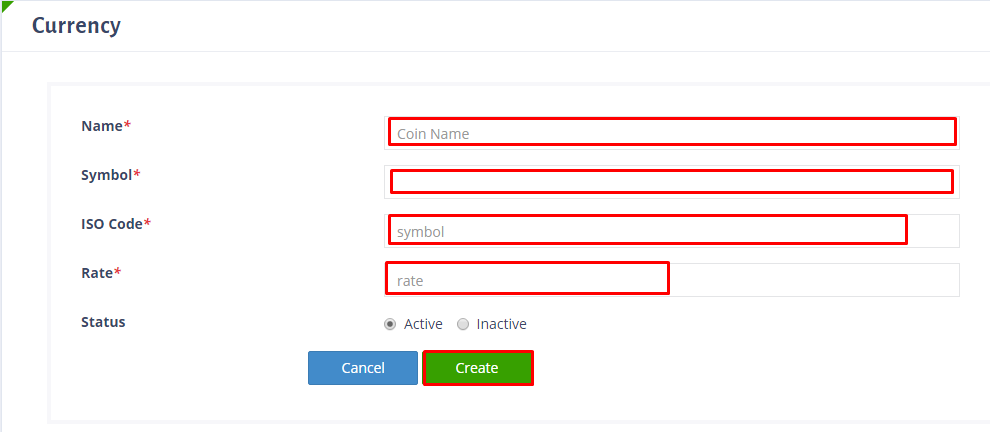 Currency
Name* Coin Name
Symbol*
ISO Code* symbol
Rate* rate
Status Active Inactive
Cancel Create